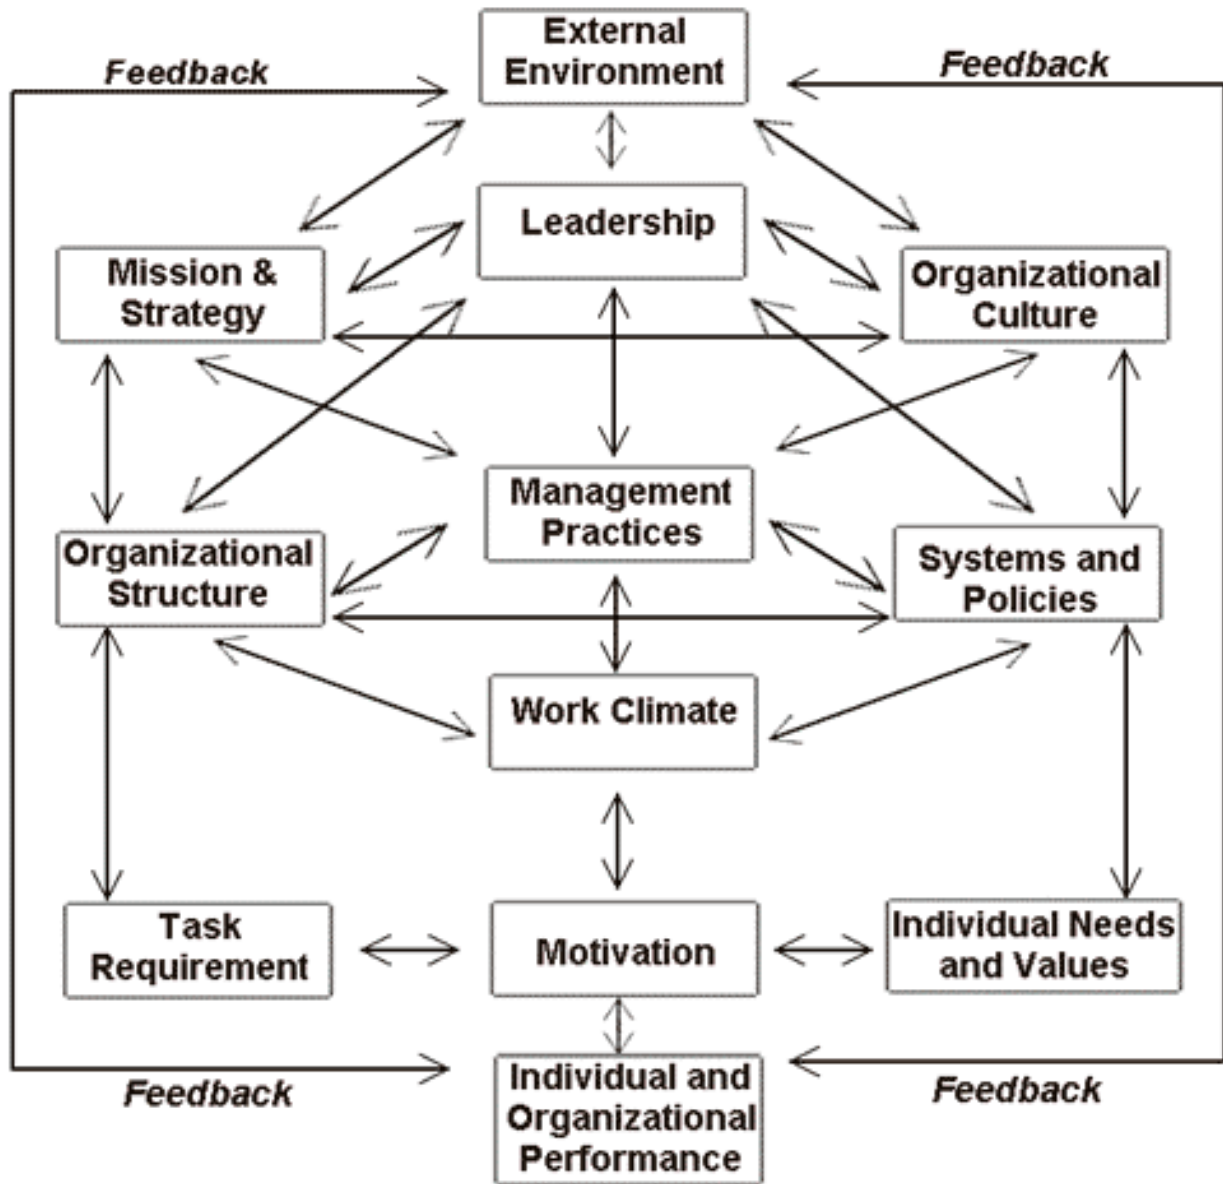 External
Environment
Feedback
Feedback
Leadership
Mission &
Strategy
Organizational
Culture
Management
Practices
Organizational
Structure
Systems and
Policies
Work Climate
Task
Requirement
Motivation
Individual Needs
and Values
Feedback
Individual and
Organizational
Performance
Feedback